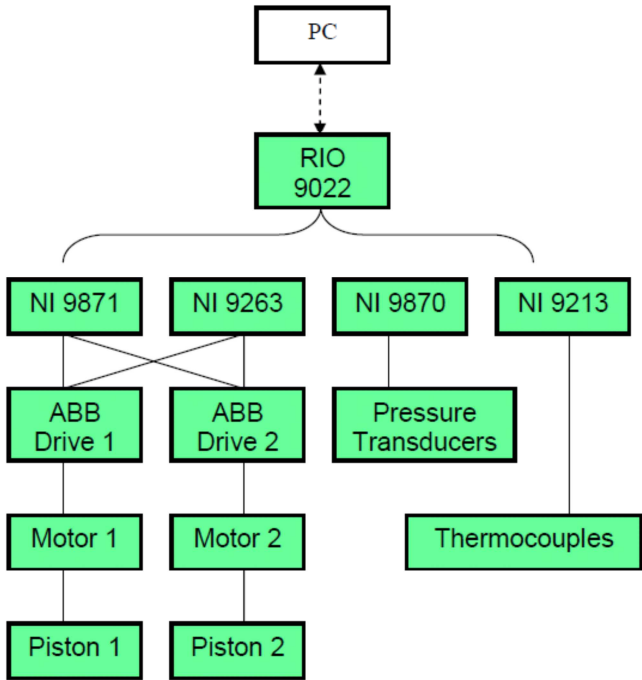 PC
RIO
9022
NI 9871
NI 9263
NI 9870
NI 9213
ABB
Drive 1
ABB
Drive 2
Pressure
Transducers
Motor 1
Motor 2
Thermocouples
Piston 1
Piston 2